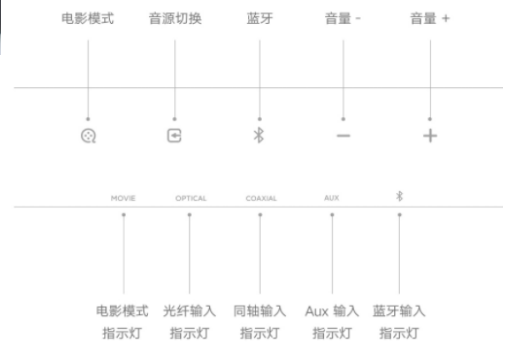 电影模式 音源切换 蓝牙 音量 - 音量 +
MOVIE OPTICAL COAXIAL AUX
电影模式 光纤输入 同轴输入 Aux 输入 蓝牙输入
指示灯 指示灯 指示灯 指示灯 指示灯